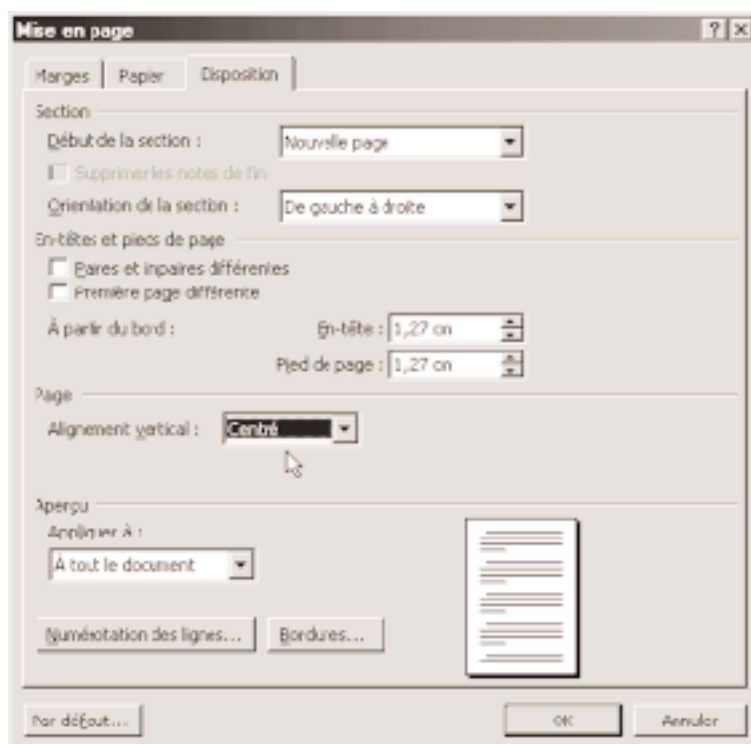 Mise en page
Marges Papier Disposition
Section
Début de la section : Nouvelle page
Supprimer les notes de fin
Orientation de la section : De gauche à droite
En-têtes et pieds de page
Paires et impaires différentes
Première page différente
À partir du bord : En-tête : 1,27 cm
Pied de page : 1,27 cm
Page
Alignement vertical : Centré
Aperçu
Appliquer à :
À tout le document
Numérotation des lignes... Bordures...
Par défaut... OK Annuler